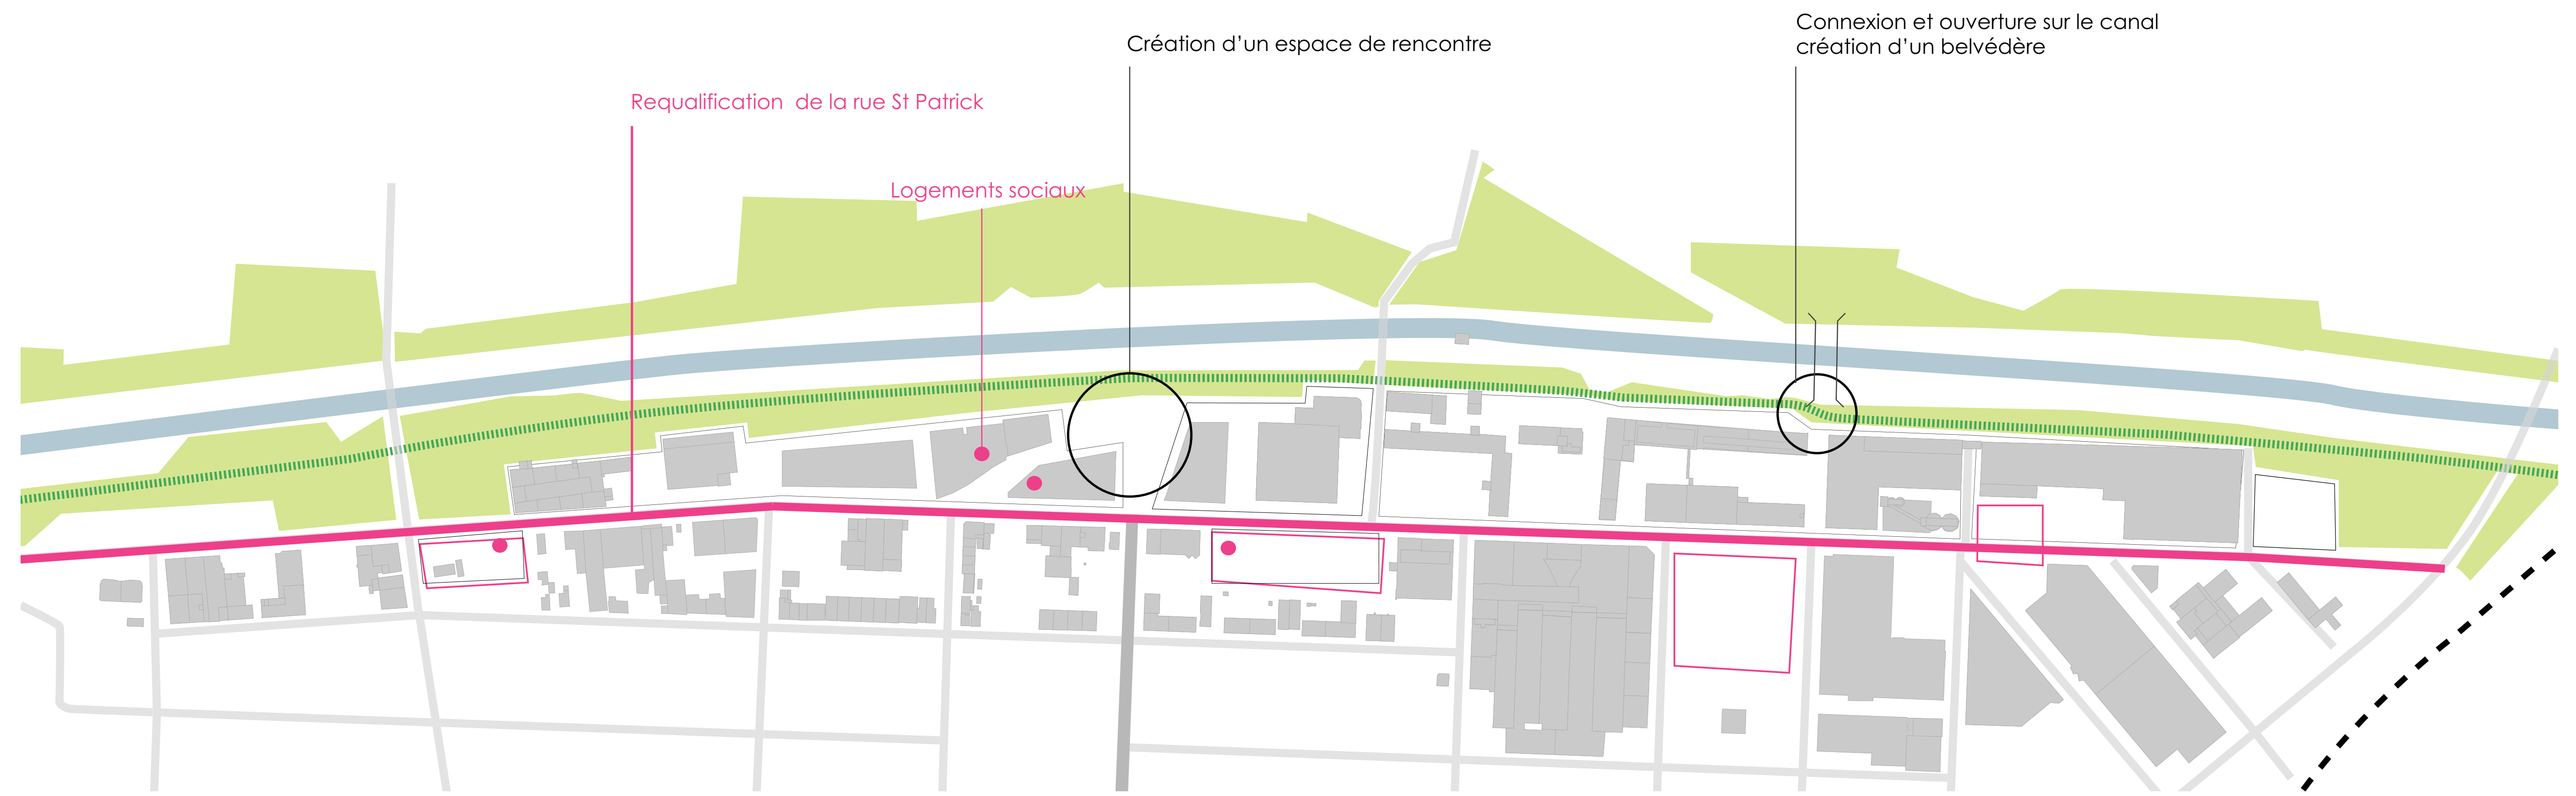 Connexion et ouverture sur le canal
création d’un belvédère
Création d’un espace de rencontre
Requalification  de la rue St Patrick
Logements sociaux